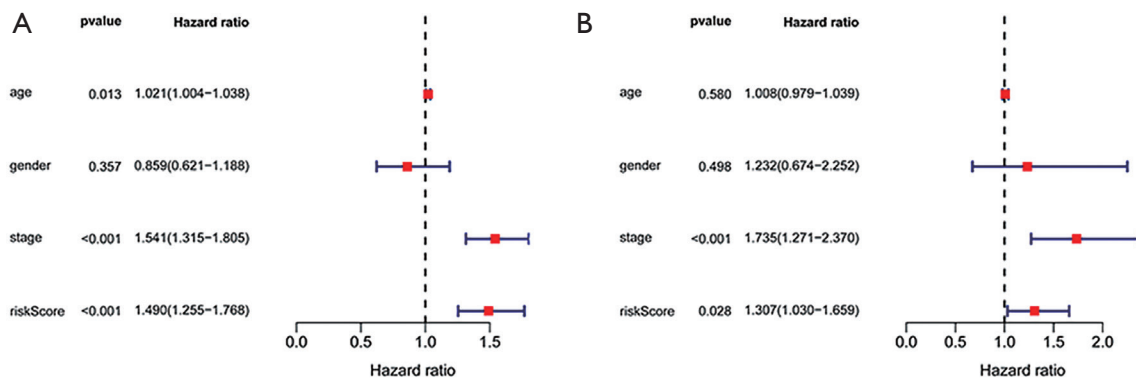 A
pvalue Hazard ratio
age 0.013 1.021(1.004−1.038)
gender 0.357 0.859(0.621−1.188)
stage <0.001 1.541(1.315−1.805)
riskScore <0.001 1.490(1.255−1.768)
0.0 0.5 1.0 1.5
Hazard ratio
B
pvalue Hazard ratio
age 0.580 1.008(0.979−1.039)
gender 0.498 1.232(0.674−2.252)
stage <0.001 1.735(1.271−2.370)
riskScore 0.028 1.307(1.030−1.659)
0.0 0.5 1.0 1.5 2.0
Hazard ratio